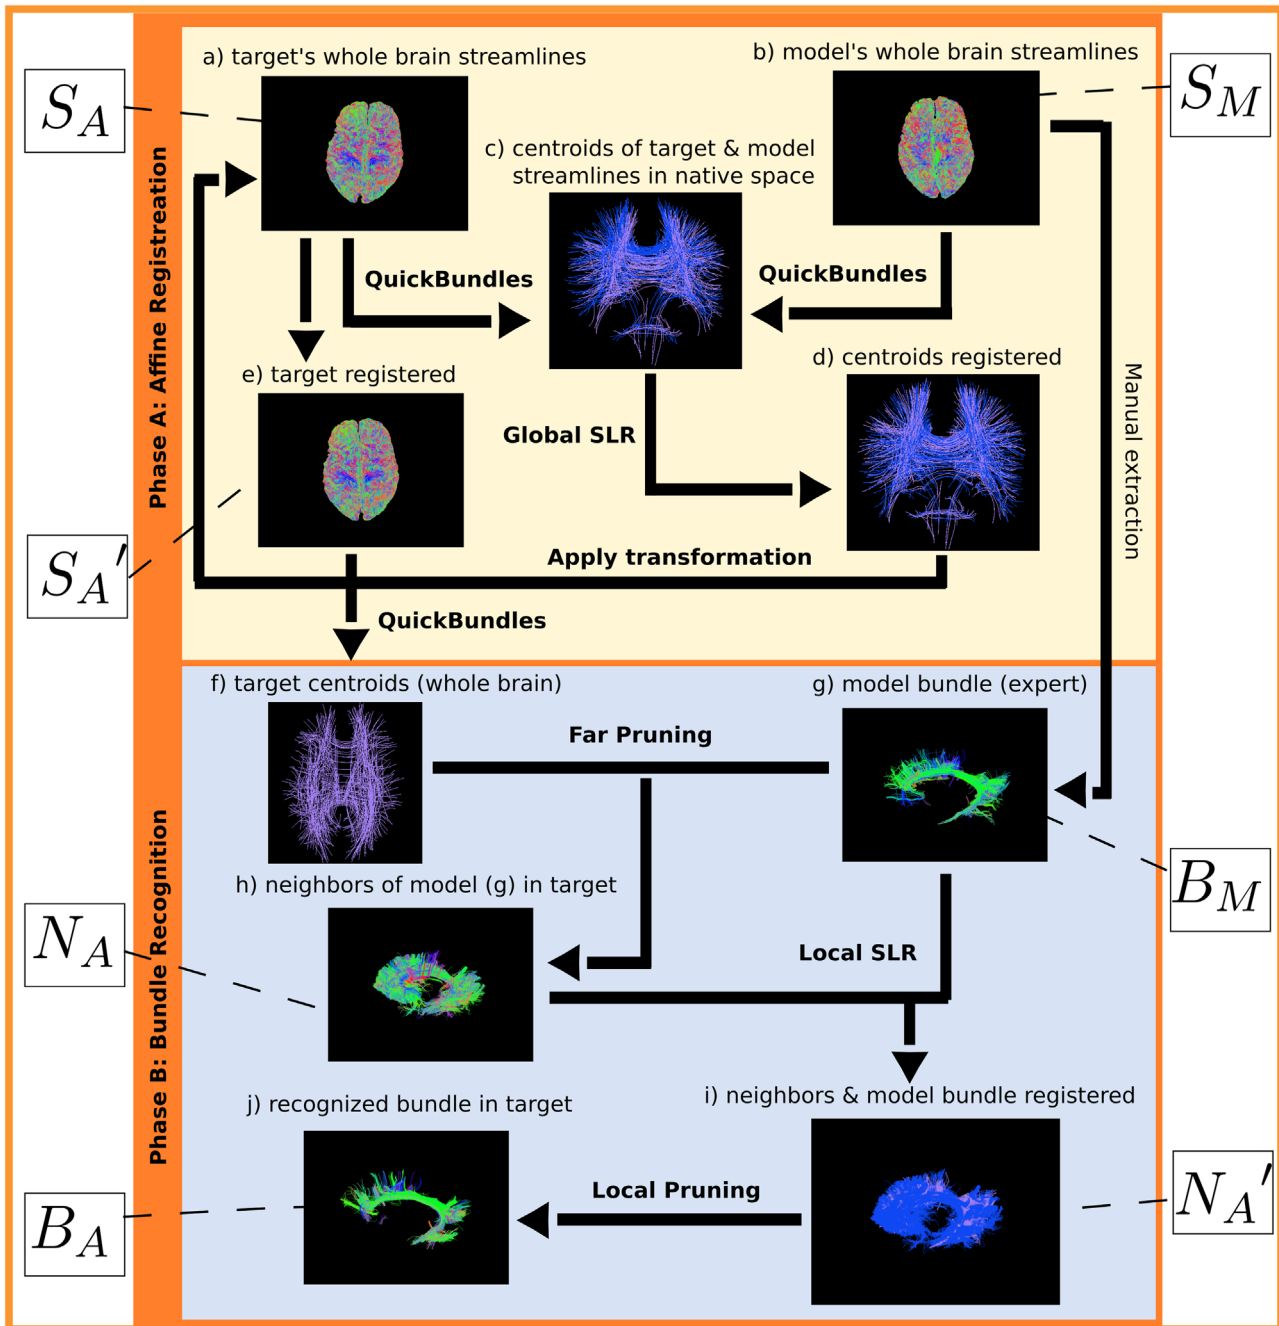 a) target's whole brain streamlines
b) model's whole brain streamlines
S_A
S_M
c) centroids of target & model
streamlines in native space
Phase A: Affine Registreation
QuickBundles
QuickBundles
d) centroids registered
e) target registered
Manual extraction
Global SLR
S_A'
Apply transformation
QuickBundles
f) target centroids (whole brain)
g) model bundle (expert)
Far Pruning
Phase B: Bundle Recognition
h) neighbors of model (g) in target
B_M
N_A
Local SLR
i) neighbors & model bundle registered
j) recognized bundle in target
Local Pruning
N_A'
B_A